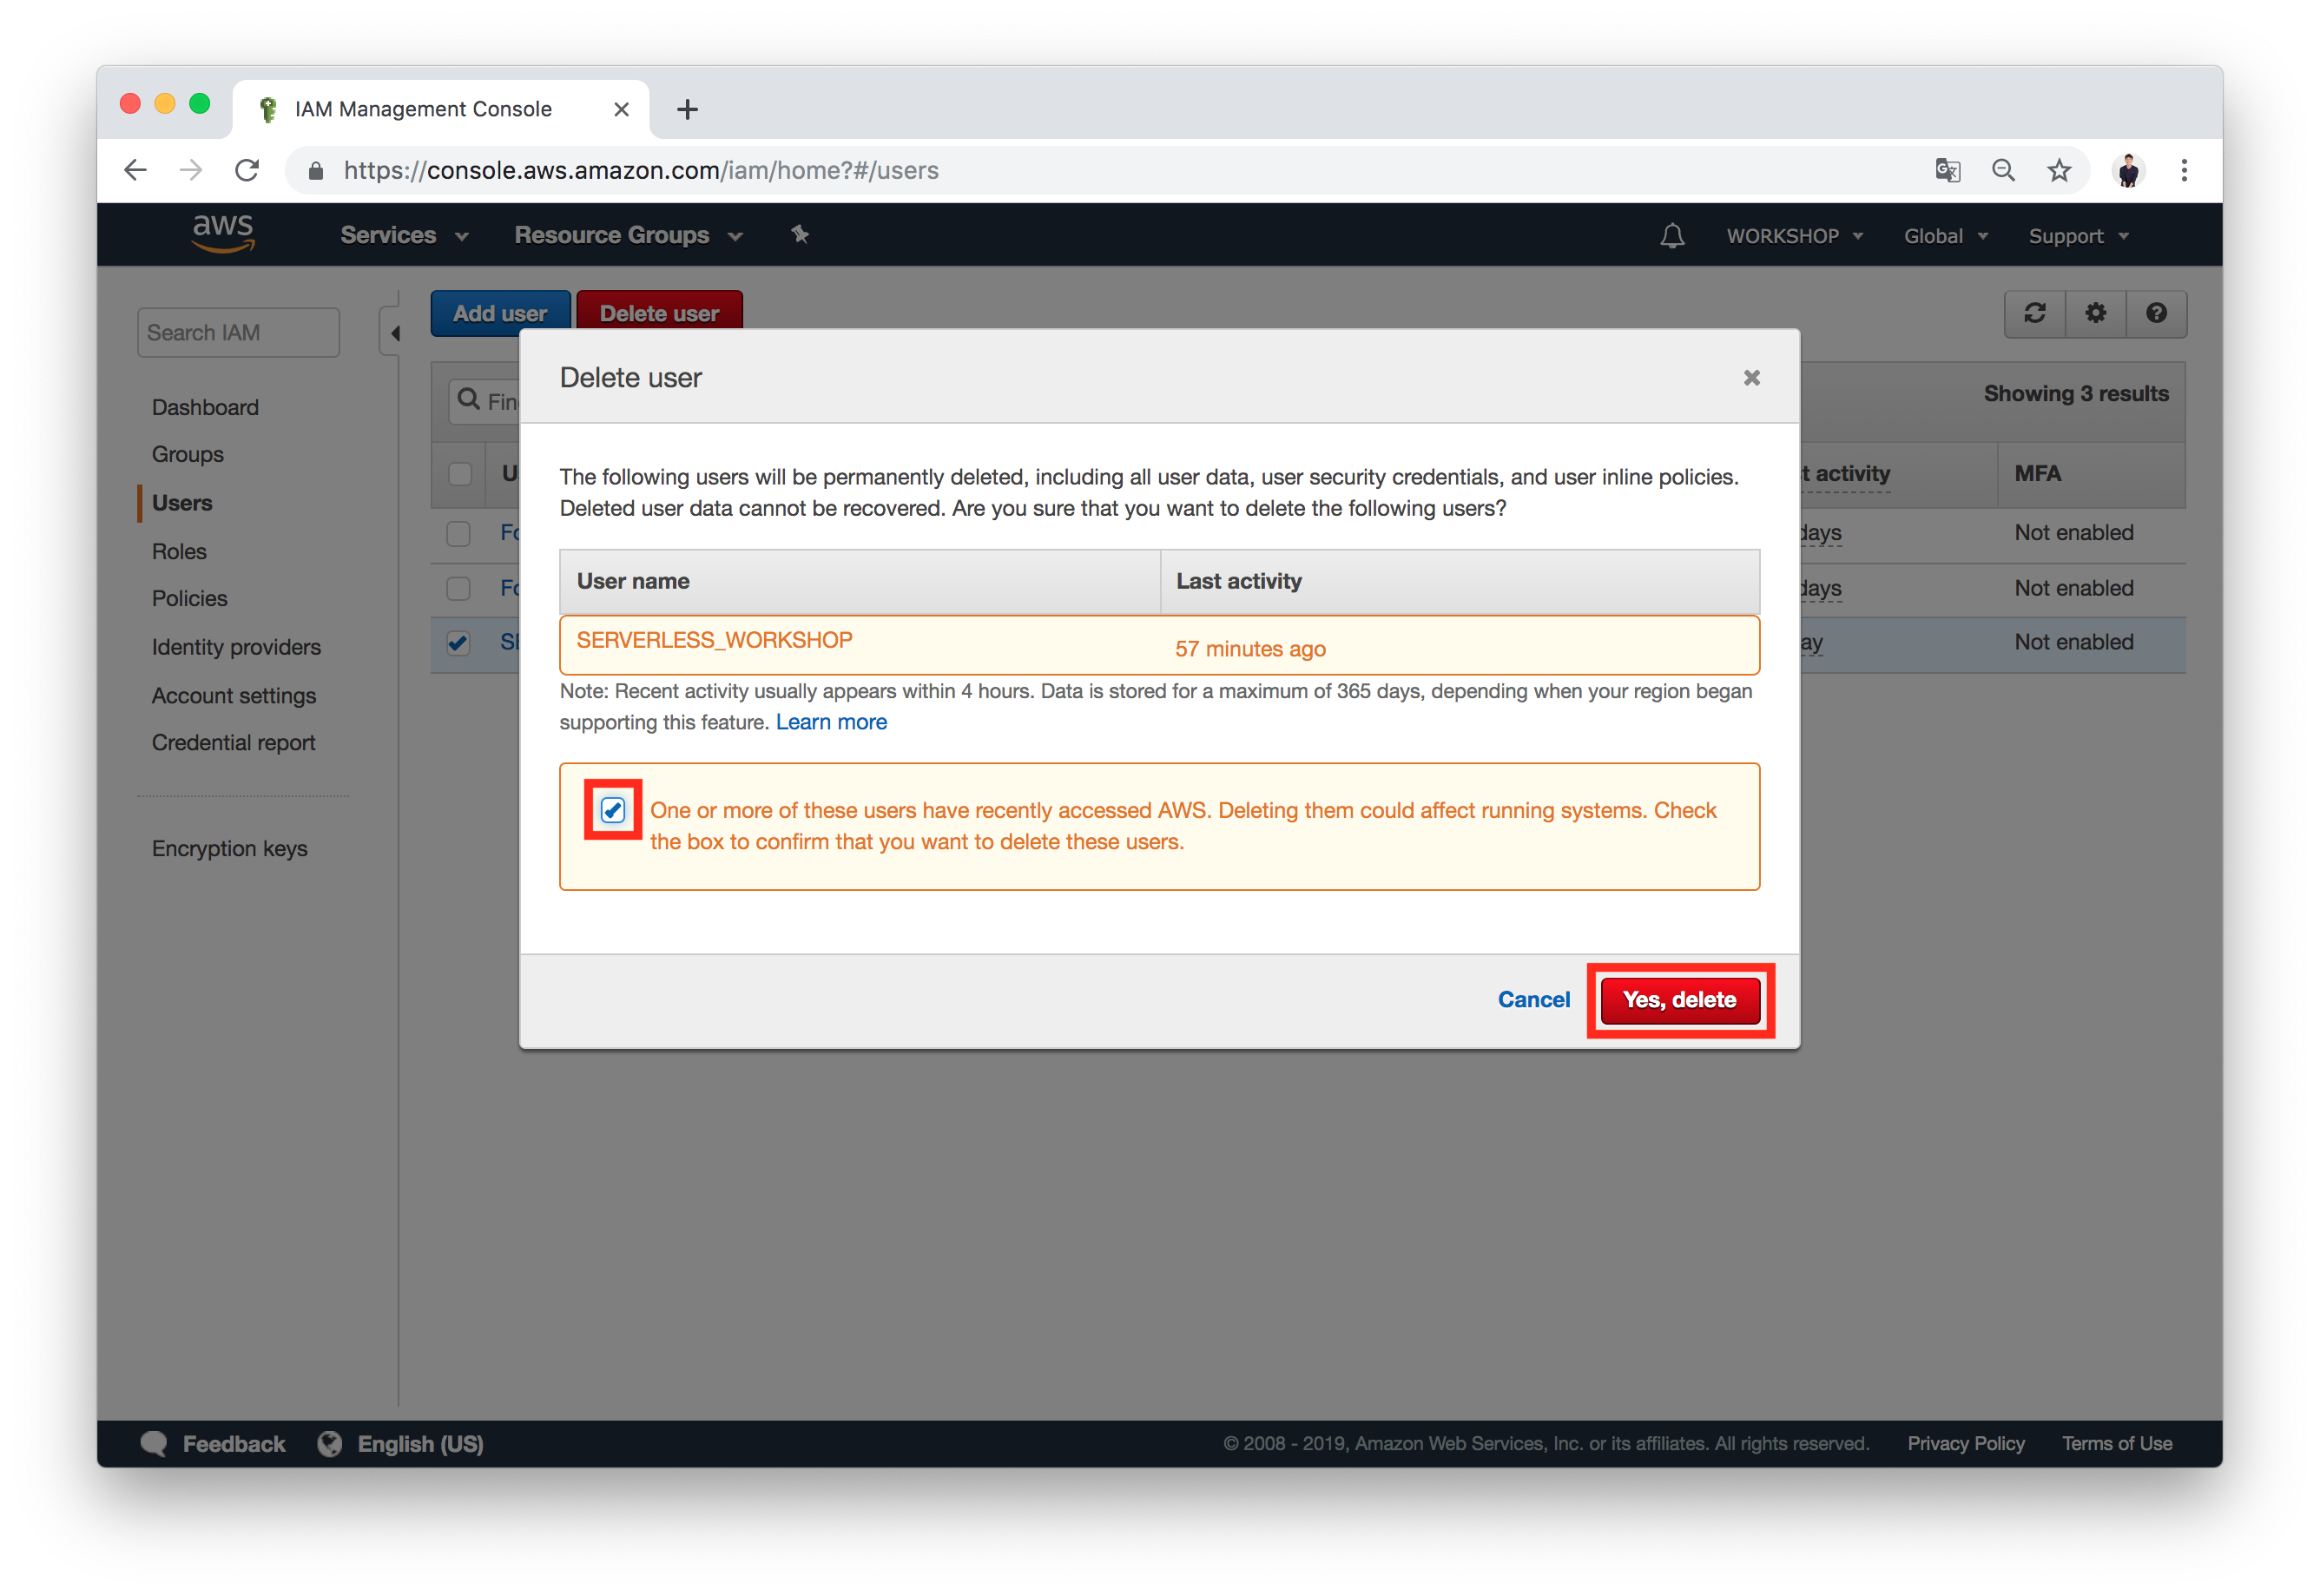 IAM Management Console
https://console.aws.amazon.com/iam/home?#/users
aws
Services
Resource Groups
WORKSHOP
Global
Support
Search IAM
Add user
Delete user
Dashboard
Groups
Users
Roles
Policies
Identity providers
Account settings
Credential report
Encryption keys
Showing 3 results
t activity
MFA
days
Not enabled
days
Not enabled
ay
Not enabled
Delete user
The following users will be permanently deleted, including all user data, user security credentials, and user inline policies.
Deleted user data cannot be recovered. Are you sure that you want to delete the following users?
User name
Last activity
SERVERLESS_WORKSHOP
57 minutes ago
Note: Recent activity usually appears within 4 hours. Data is stored for a maximum of 365 days, depending when your region began
supporting this feature. Learn more
One or more of these users have recently accessed AWS. Deleting them could affect running systems. Check
the box to confirm that you want to delete these users.
Cancel
Yes, delete
Feedback
English (US)
© 2008 - 2019, Amazon Web Services, Inc. or its affiliates. All rights reserved.
Privacy Policy
Terms of Use